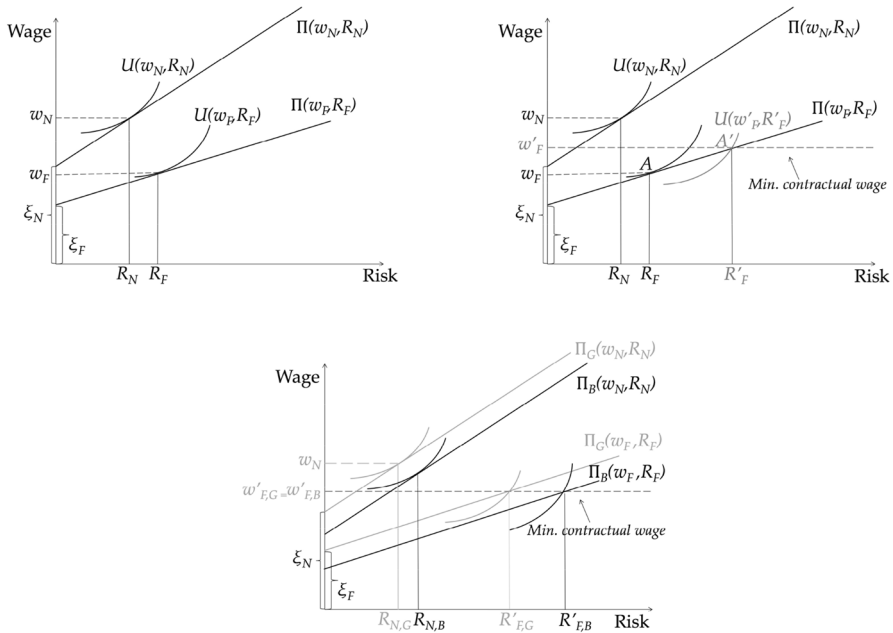 Wage
Π(w_N,R_N)
U(w_N,R_N)
w_N
U(w_F,R_F)
Π(w_F,R_F)
w_F
ξ_N
ξ_F
R_N
R_F
Risk
Wage
Π(w_N,R_N)
U(w_N,R_N)
w_N
U(w'_F,R'_F)
Π(w_F,R_F)
w'_F
A'
A
w_F
Min. contractual wage
ξ_N
ξ_F
R_N
R_F
R'_F
Risk
Π_G(w_N,R_N)
Wage
Π_B(w_N,R_N)
Π_G(w_F,R_F)
w_N
Π_B(w_F,R_F)
w'_F,G=w'_F,B
Min. contractual wage
ξ_N
ξ_F
R_N,G
R_N,B
R'_F,G
R'_F,B
Risk